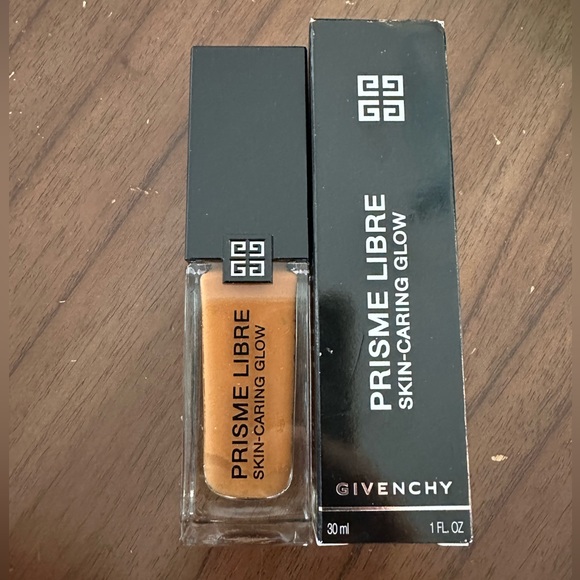 PRISME LIBRE
SKIN-CARING GLOW
PRISME LIBRE
SKIN-CARING GLOW
GIVENCHY
30 ml
1 FL. OZ